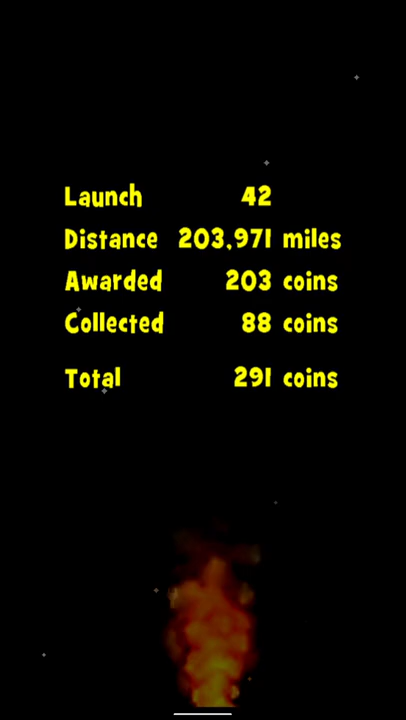 Launch 42
Distance 203,971 miles
Awarded 203 coins
Collected 88 coins
Total 291 coins